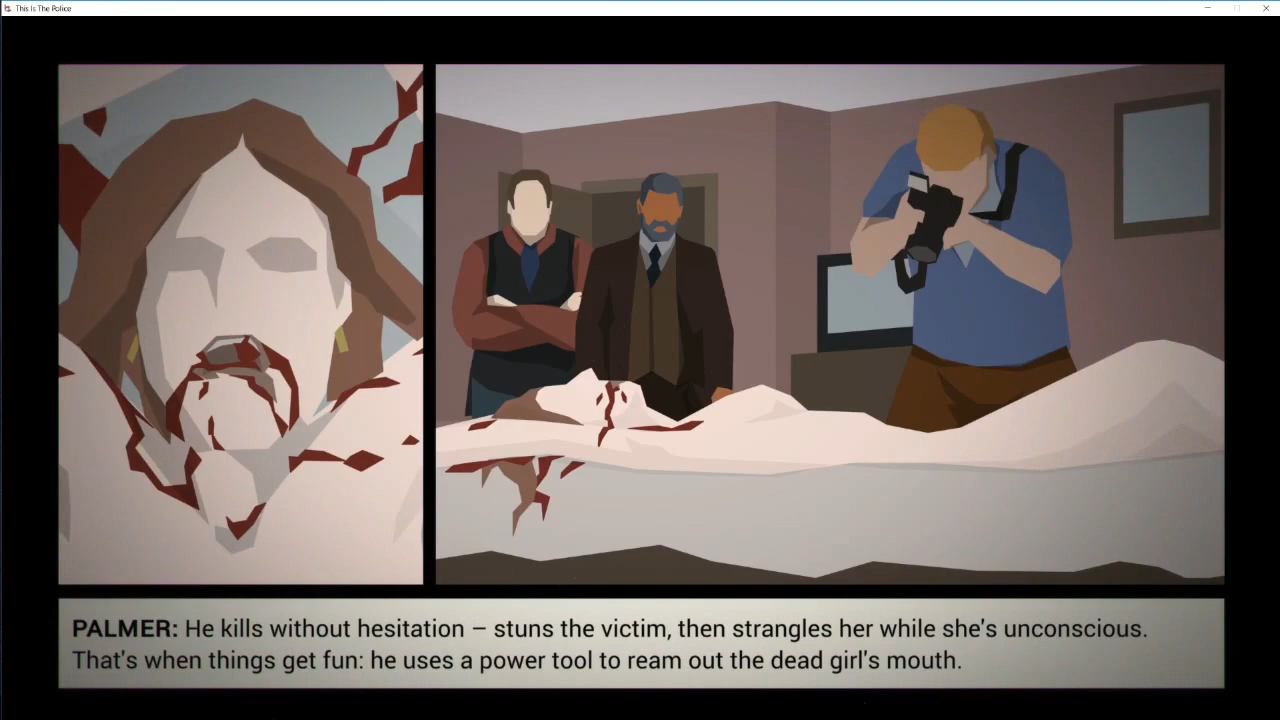 This Is The Police
PALMER: He kills without hesitation – stuns the victim, then strangles her while she's unconscious.
That's when things get fun: he uses a power tool to ream out the dead girl's mouth.